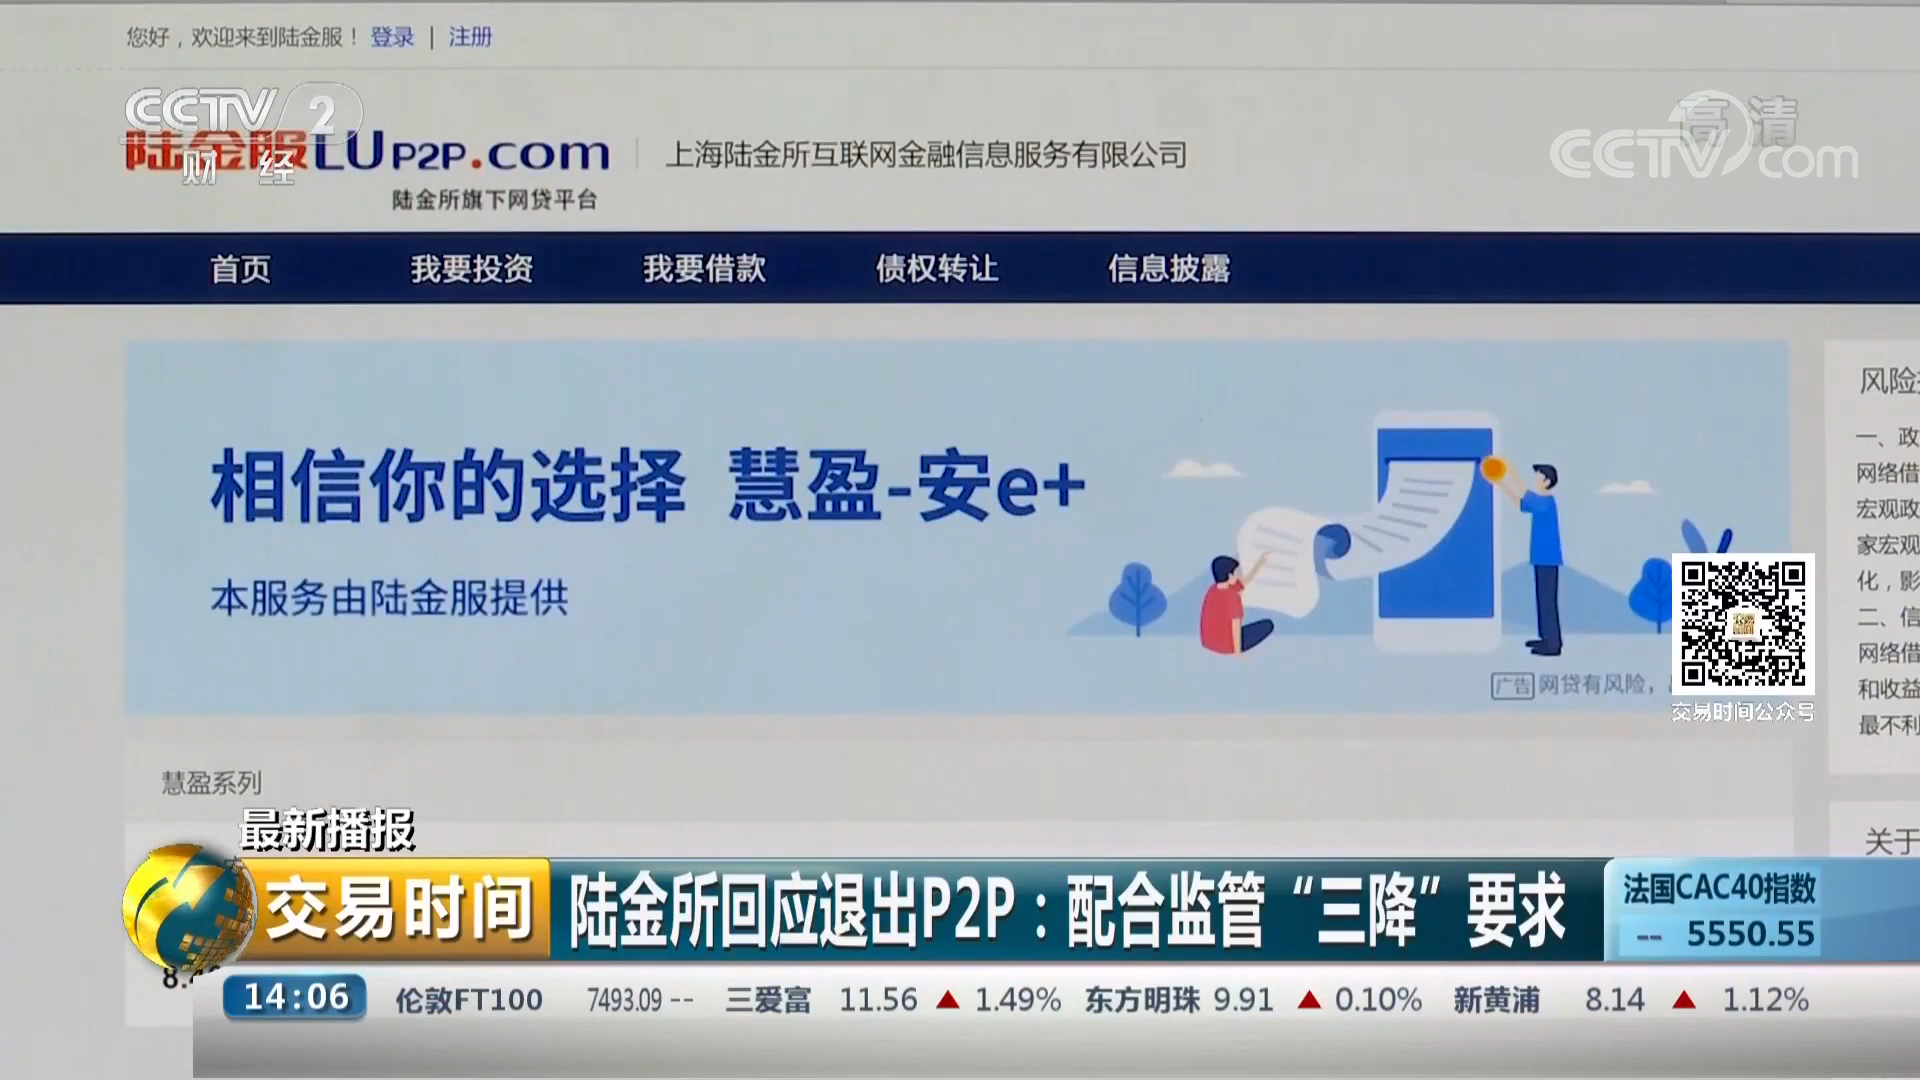 您好，欢迎来到陆金服！ 登录 | 注册
CCTV 2
财 经
高清
CCTV.com
陆金服LU P2P.com
上海陆金所互联网金融信息服务有限公司
陆金所旗下网贷平台
首页 我要投资 我要借款 债权转让 信息披露
相信你的选择 慧盈-安e+
本服务由陆金服提供
广告 网贷有风险，
风险
一、政
网络借
宏观政
家宏观
化，影
二、信
网络借
和收益
最不利
交易时间公众号
慧盈系列
关于
最新播报
交易时间
陆金所回应退出P2P：配合监管“三降”要求
法国CAC40指数
-- 5550.55
14:06 伦敦FT100 7493.09 -- 三爱富 11.56 ▲ 1.49% 东方明珠 9.91 ▲ 0.10% 新黄浦 8.14 ▲ 1.12%